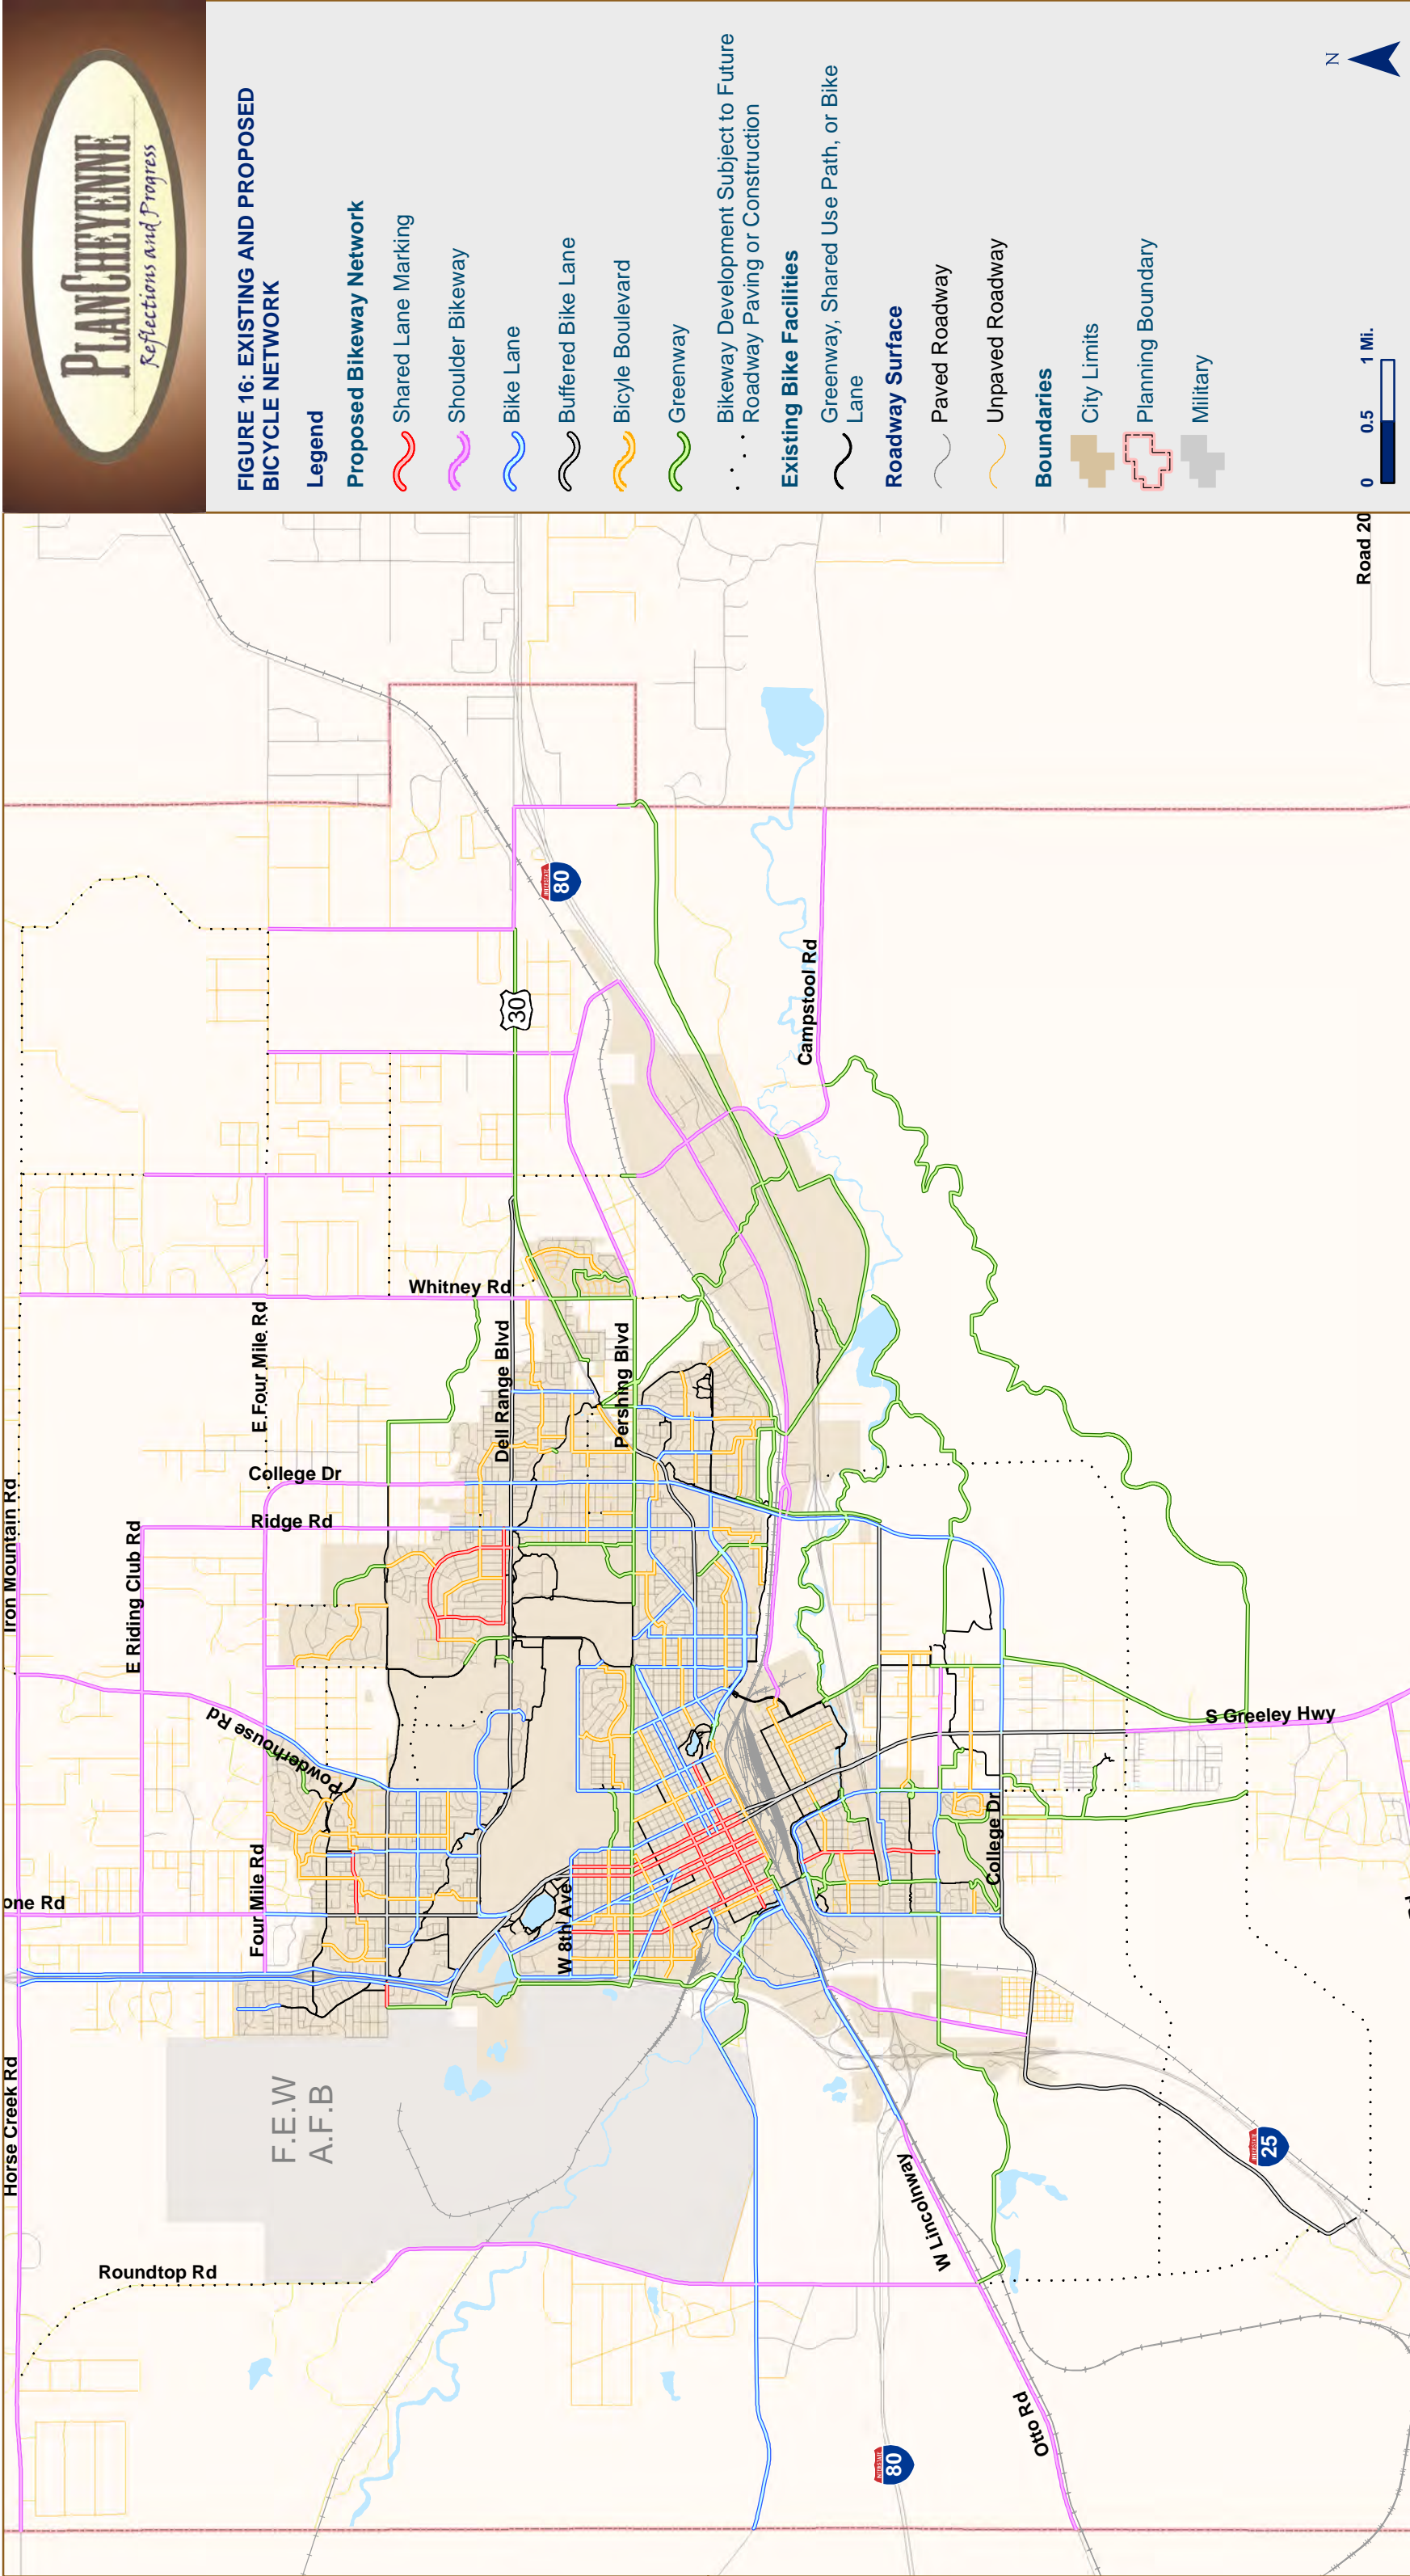 PLANCHEYENNE
Reflections and Progress
FIGURE 16: EXISTING AND PROPOSED
BICYCLE NETWORK
Legend
Proposed Bikeway Network
Shared Lane Marking
Shoulder Bikeway
Bike Lane
Buffered Bike Lane
Bicyle Boulevard
Greenway
Bikeway Development Subject to Future
Roadway Paving or Construction
Existing Bike Facilities
Greenway, Shared Use Path, or Bike
Lane
Roadway Surface
Paved Roadway
Unpaved Roadway
Boundaries
City Limits
Planning Boundary
Military
0 0.5 1 Mi.
N
Horse Creek Rd
one Rd
Iron Mountain Rd
E Riding Club Rd
Roundtop Rd
Four Mile Rd
Powderhouse Rd
Ridge Rd
College Dr
E Four Mile Rd
F.E.W
A.F.B
Whitney Rd
Dell Range Blvd
30
INTERSTATE
80
W 8th Ave
Pershing Blvd
Campstool Rd
W Lincolnway
INTERSTATE
80
College Dr
Otto Rd
S Greeley Hwy
INTERSTATE
25
Road 20